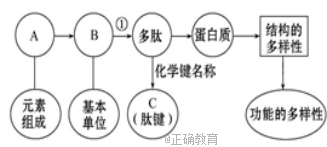 A
B
①
多肽
蛋白质
结构的
多样性
化学键名称
元素
组成
基本
单位
C
(肽键)
功能的多样性
@正确教育